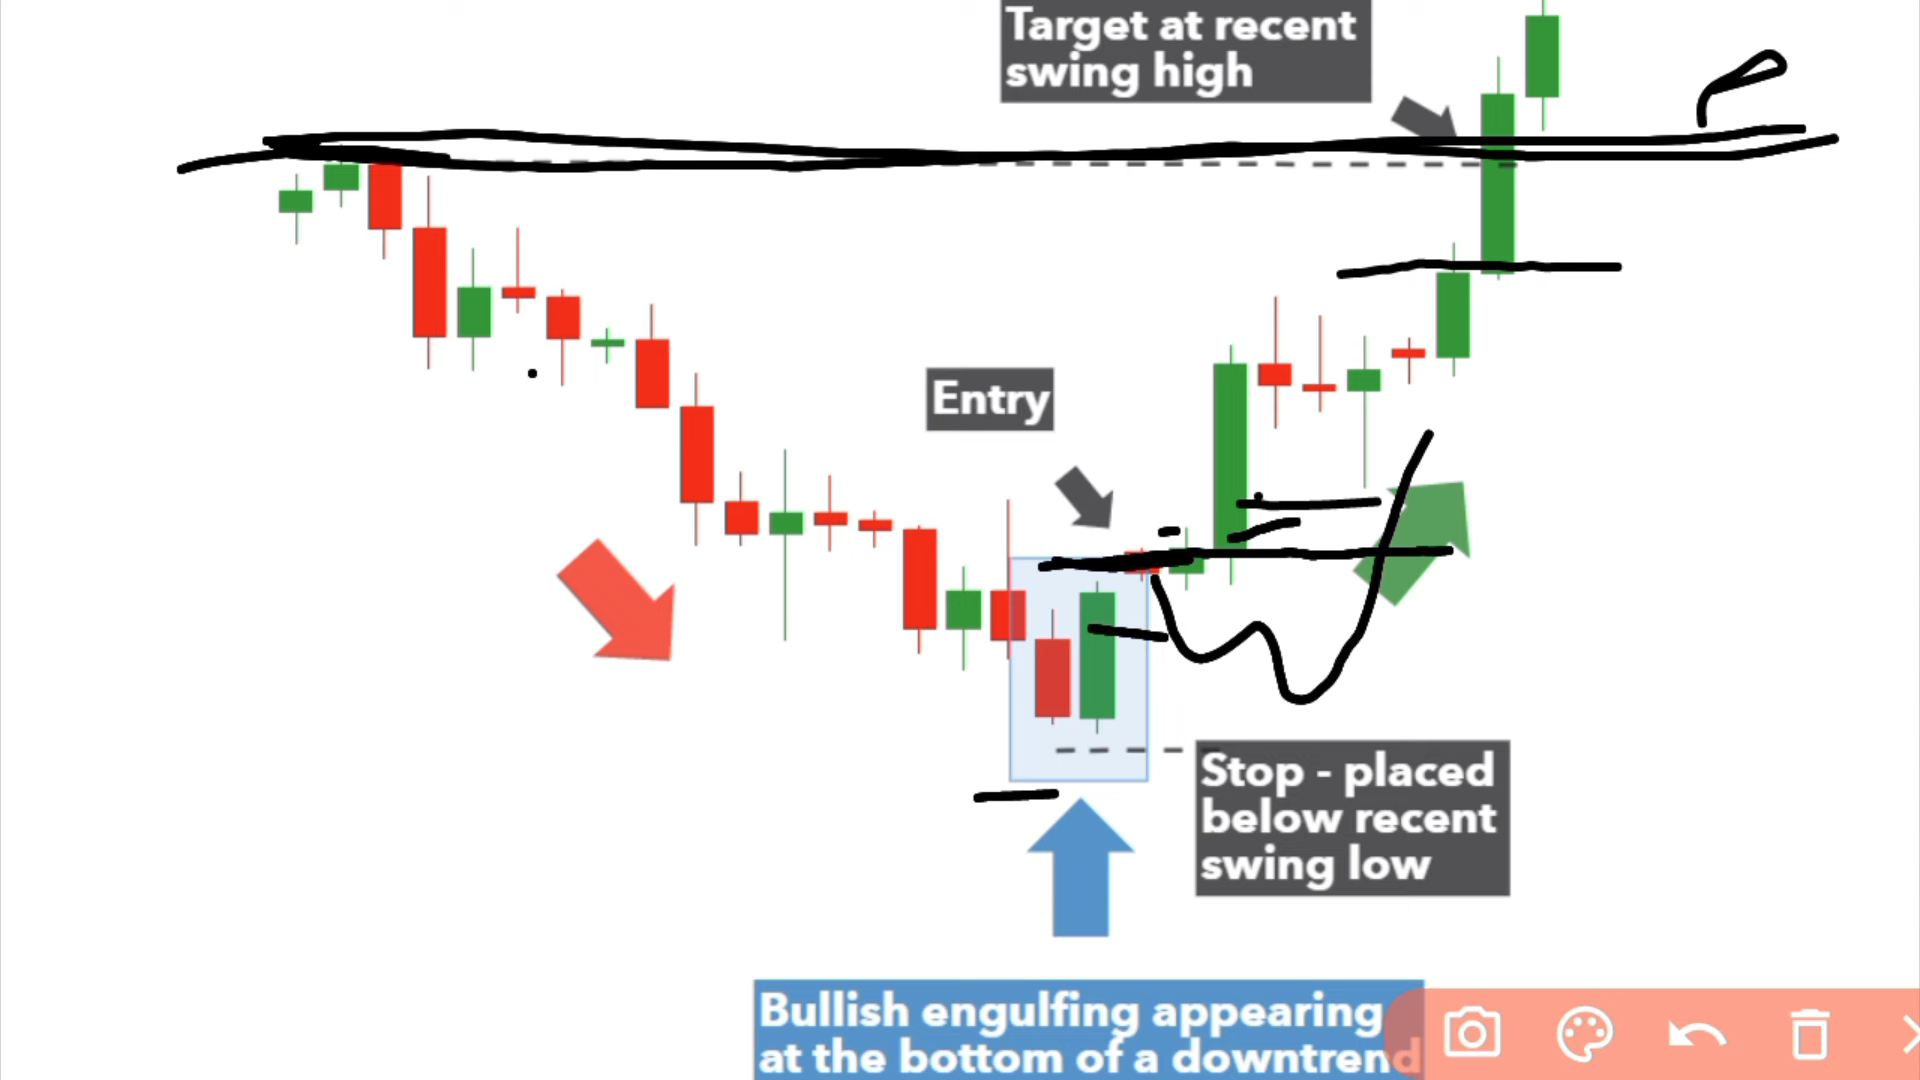 Target at recent
swing high
Entry
Stop - placed
below recent
swing low
Bullish engulfing appearing
at the bottom of a downtrend